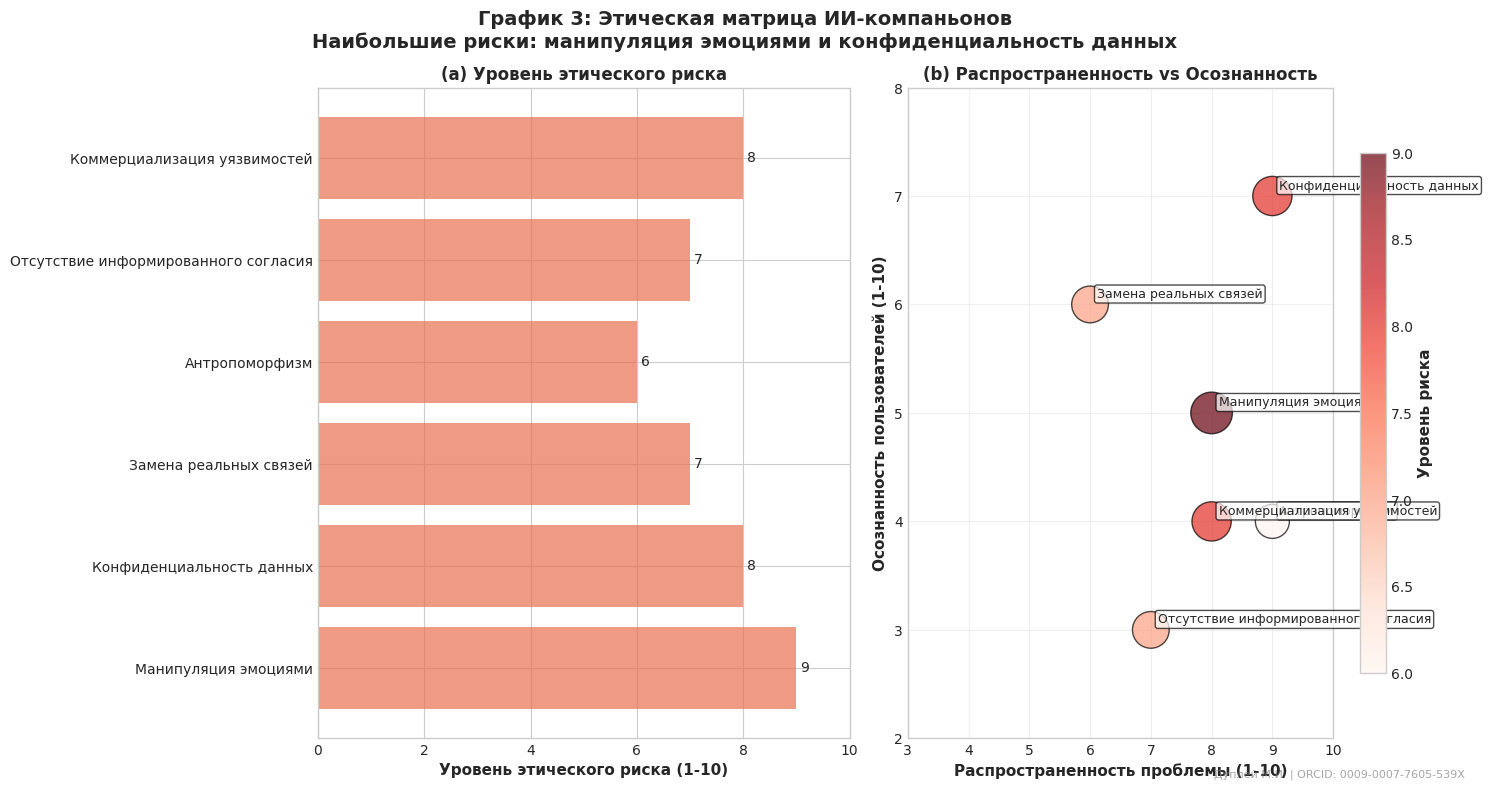 График 3: Этическая матрица ИИ-компаньонов
Наибольшие риски: манипуляция эмоциями и конфиденциальность данных
(a) Уровень этического риска
Коммерциализация уязвимостей
8
Отсутствие информированного согласия
7
Антропоморфизм
6
Замена реальных связей
7
Конфиденциальность данных
8
Манипуляция эмоциями
9
0 2 4 6 8 10
Уровень этического риска (1-10)
(b) Распространенность vs Осознанность
Осознанность пользователей (1-10)
8
7
6
5
4
3
2
Конфиденциальность данных
Замена реальных связей
Манипуляция
Коммерциализация уязвимостей
Отсутствие информированного согласия
3 4 5 6 7 8 9 10
Распространенность проблемы (1-10)
9.0
8.5
8.0
7.5
7.0
6.5
6.0
Уровень риска
| ORCID: 0009-0007-7605-539X